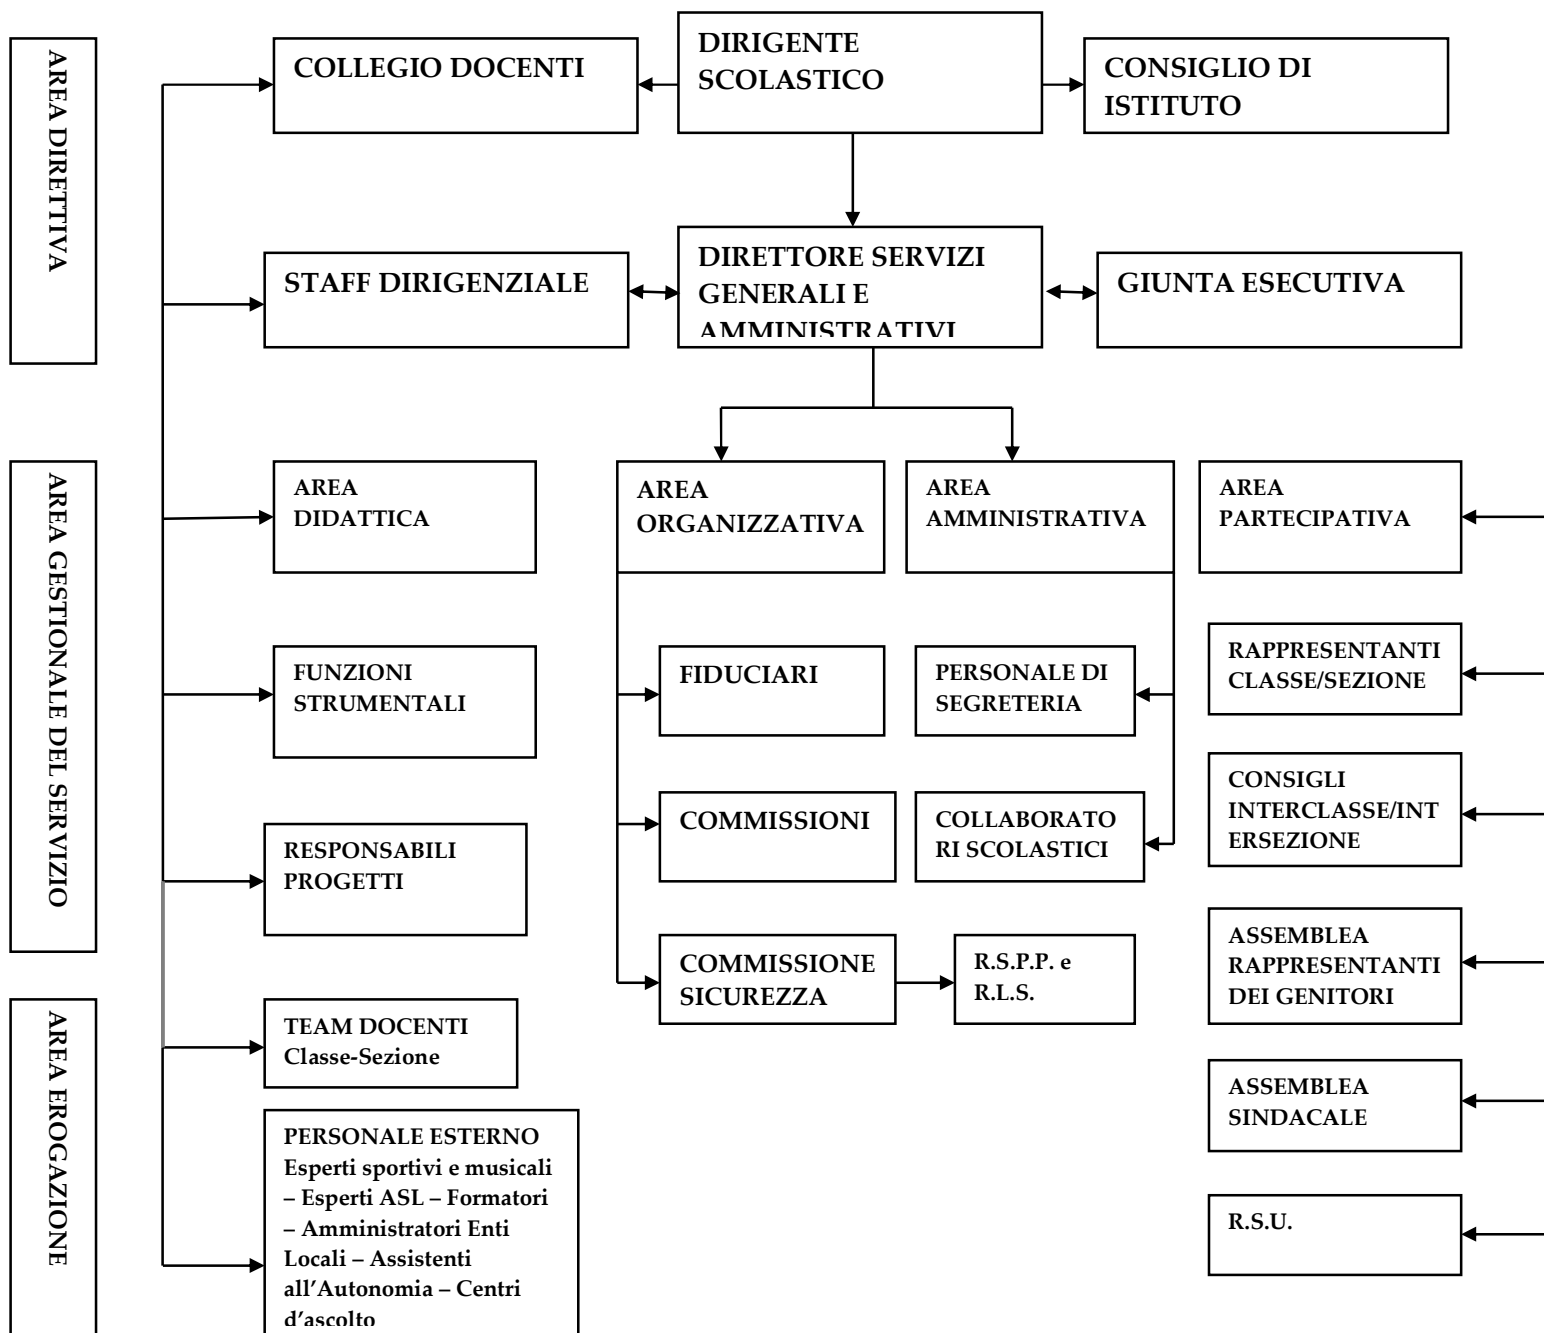 AREA DIRETTIVA
COLLEGIO DOCENTI
DIRIGENTE
SCOLASTICO
CONSIGLIO DI
ISTITUTO
STAFF DIRIGENZIALE
DIRETTORE SERVIZI
GENERALI E
AMMINISTRATIVI
GIUNTA ESECUTIVA
AREA GESTIONALE DEL SERVIZIO
AREA
DIDATTICA
AREA
ORGANIZZATIVA
AREA
AMMINISTRATIVA
AREA
PARTECIPATIVA
FUNZIONI
STRUMENTALI
FIDUCIARI
PERSONALE DI
SEGRETERIA
RAPPRESENTANTI
CLASSE/SEZIONE
RESPONSABILI
PROGETTI
COMMISSIONI
COLLABORATO
RI SCOLASTICI
CONSIGLI
INTERCLASSE/INT
ERSEZIONE
COMMISSIONE
SICUREZZA
R.S.P.P. e
R.L.S.
ASSEMBLEA
RAPPRESENTANTI
DEI GENITORI
AREA EROGAZIONE
TEAM DOCENTI
Classe-Sezione
ASSEMBLEA
SINDACALE
PERSONALE ESTERNO
Esperti sportivi e musicali
– Esperti ASL – Formatori
– Amministratori Enti
Locali – Assistenti
all’Autonomia – Centri
d’ascolto
R.S.U.